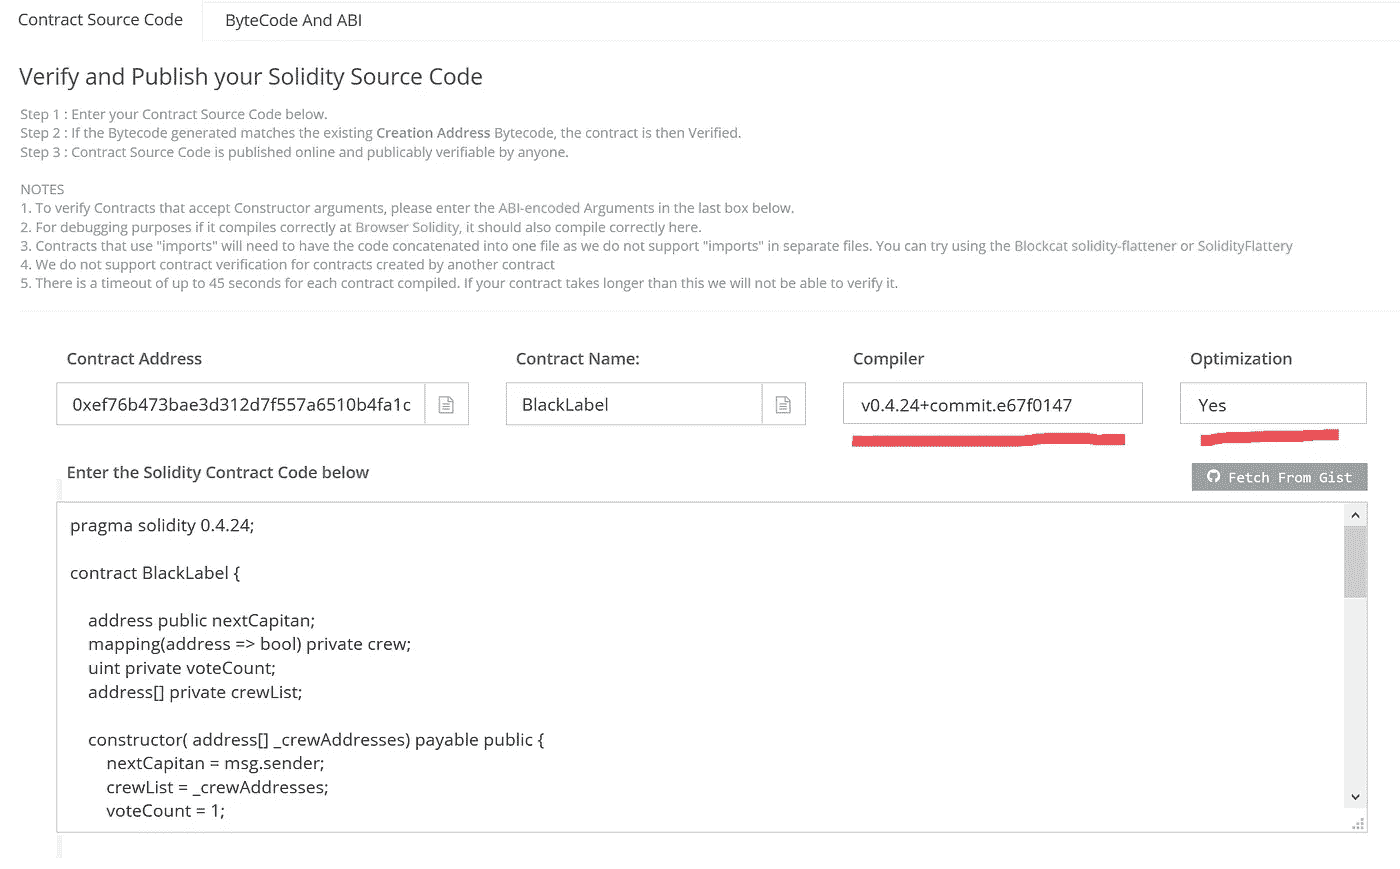 Contract Source Code
ByteCode And ABI
Verify and Publish your Solidity Source Code
Step 1 : Enter your Contract Source Code below.
Step 2 : If the Bytecode generated matches the existing Creation Address Bytecode, the contract is then Verified.
Step 3 : Contract Source Code is published online and publicably verifiable by anyone.
NOTES
1. To verify Contracts that accept Constructor arguments, please enter the ABI-encoded Arguments in the last box below.
2. For debugging purposes if it compiles correctly at Browser Solidity, it should also compile correctly here.
3. Contracts that use "imports" will need to have the code concatenated into one file as we do not support "imports" in separate files. You can try using the Blockcat solidity-flattener or SolidityFlattery
4. We do not support contract verification for contracts created by another contract
5. There is a timeout of up to 45 seconds for each contract compiled. If your contract takes longer than this we will not be able to verify it.
Contract Address
Contract Name:
Compiler
Optimization
0xef76b473bae3d312d7f557a6510b4fa1c
BlackLabel
v0.4.24+commit.e67f0147
Yes
Enter the Solidity Contract Code below
Fetch From Gist
pragma solidity 0.4.24;
contract BlackLabel {
address public nextCapitan;
mapping(address => bool) private crew;
uint private voteCount;
address[] private crewList;
constructor( address[] _crewAddresses) payable public {
nextCapitan = msg.sender;
crewList = _crewAddresses;
voteCount = 1;